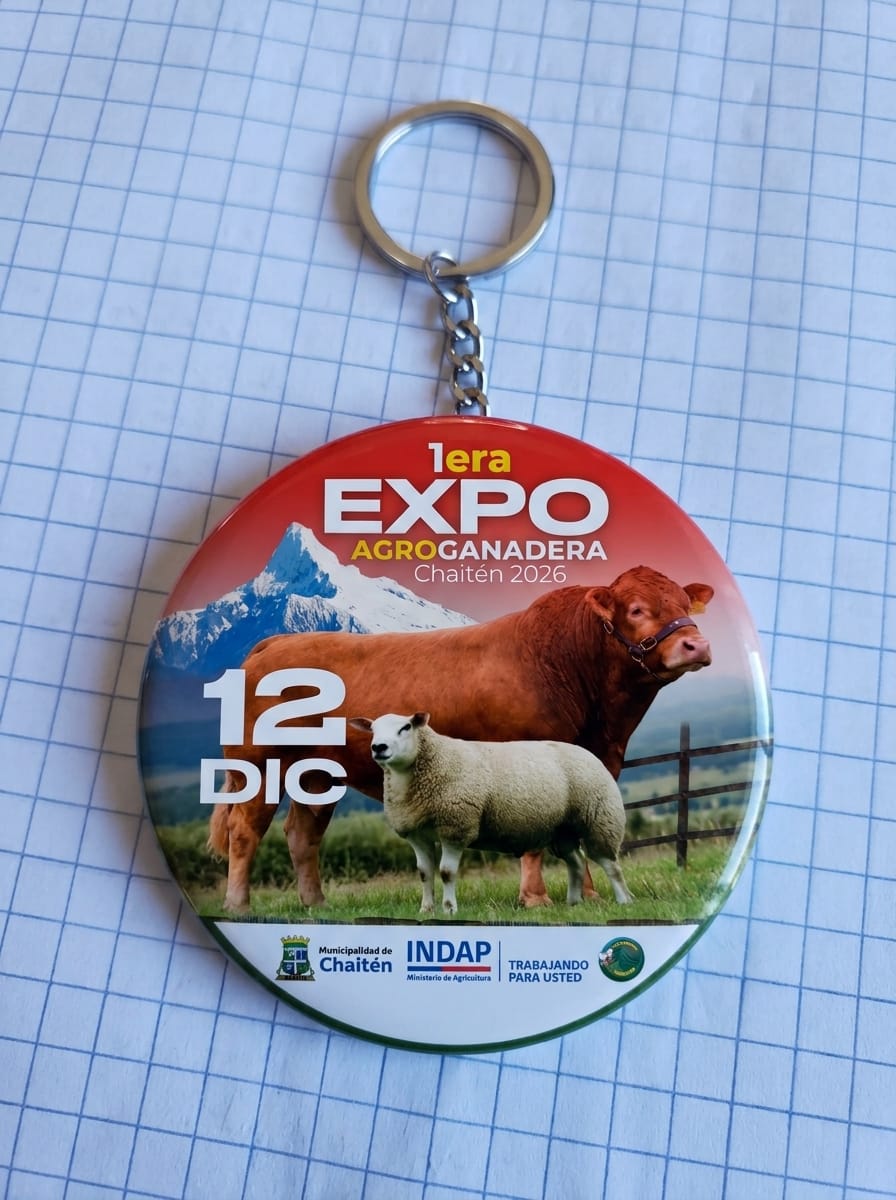 1era
EXPO
AGROGANADERA
Chaitén 2026
12
DIC
Municipalidad de
Chaitén
INDAP
Ministerio de Agricultura
TRABAJANDO
PARA USTED